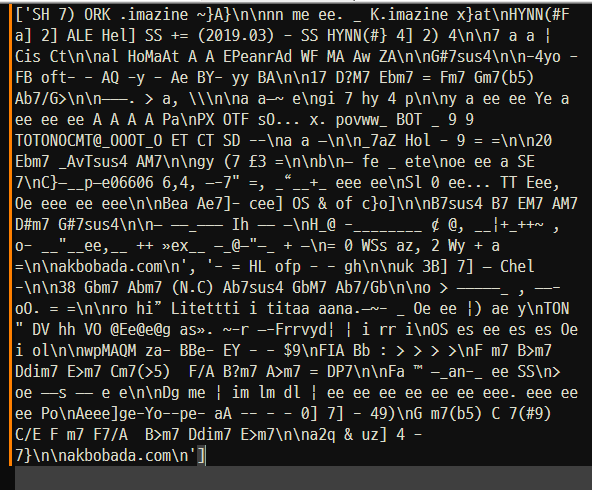 ['SH 7) ORK .imazine ~}A}\n\nnn me ee. _ K.imazine x}at\nHYNN(#F
a] 2] ALE Hel] SS += (2019.03) - SS HYNN(#} 4] 2) 4\n\n7 a a ¦
Cis Ct\n\nal HoMaAt A A EPeanrAd WF MA Aw ZA\n\nG#7sus4\n\n-4yo -
FB oft- - AQ -y - Ae BY- yy BA\n\n17 D?M7 Ebm7 = Fm7 Gm7(b5)
Ab7/G>\n\n———. > a, \\\n\na a—~ e\ngi 7 hy 4 p\n\ny a ee ee Ye a
ee ee ee A A A A Pa\nPX OTF sO... x. povww_ BOT _ 9 9
TOTONOCMT@_OOOT_O ET CT SD --\na a —\n\n_7aZ Hol - 9 = =\n\n20
Ebm7 _AvTsus4 AM7\n\ngy (7 £3 =\n\nb\n— fe _ ete\noe ee a SE
7\nC}—__p—e06606 6,4, —-7" =, _“__+_ eee ee\nSl 0 ee... TT Eee,
Oe eee ee eee\n\nBea Ae7]- cee] OS & of c}o]\n\nB7sus4 B7 EM7 AM7
D#m7 G#7sus4\n\n— ——_——— Ih —— —\nH_@ -________ ¢ @, __¦+_++~ ,
o- __"__ee,__ ++ »ex__ —_@—"—_ + —\n= 0 WSs az, 2 Wy + a
=\n\nakbobada.com\n', '- = HL ofp - - gh\n\nuk 3B] 7] — Chel
-\n\n38 Gbm7 Abm7 (N.C) Ab7sus4 GbM7 Ab7/Gb\n\no > —————_ , ——-
oO. = =\n\nro hi” Litettti i titaa aana.—~- _ Oe ee ¦) ae y\nTON
" DV hh VO @Ee@e@g as». ~-r —-Frrvyd¦ ¦ i rr i\nOS es ee es es Oe
i ol\n\nwpMAQM za- BBe- EY - - $9\nFIA Bb : > > > >\nF m7 B>m7
Ddim7 E>m7 Cm7(>5)  F/A B?m7 A>m7 = DP7\n\nFa ™ —_an-_ ee SS\n>
oe ——s —— e e\n\nDg me ¦ im lm dl ¦ ee ee ee ee ee ee eee. eee ee
ee Po\nAeee]ge-Yo--pe- aA -- - - 0] 7] - 49)\nG m7(b5) C 7(#9)
C/E F m7 F7/A  B>m7 Ddim7 E>m7\n\na2q & uz] 4 -
7}\n\nakbobada.com\n']